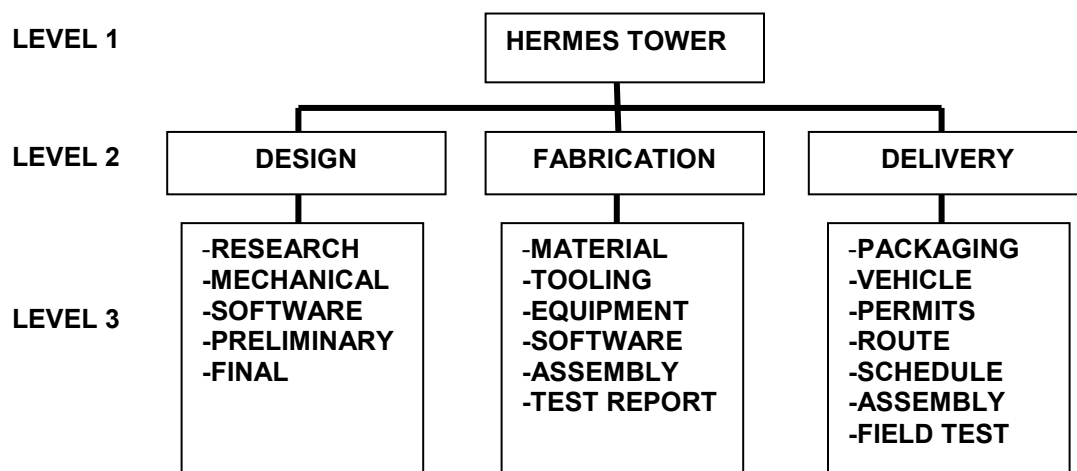 LEVEL 1
HERMES TOWER
LEVEL 2
DESIGN
FABRICATION
DELIVERY
LEVEL 3
-RESEARCH
-MECHANICAL
-SOFTWARE
-PRELIMINARY
-FINAL
-MATERIAL
-TOOLING
-EQUIPMENT
-SOFTWARE
-ASSEMBLY
-TEST REPORT
-PACKAGING
-VEHICLE
-PERMITS
-ROUTE
-SCHEDULE
-ASSEMBLY
-FIELD TEST